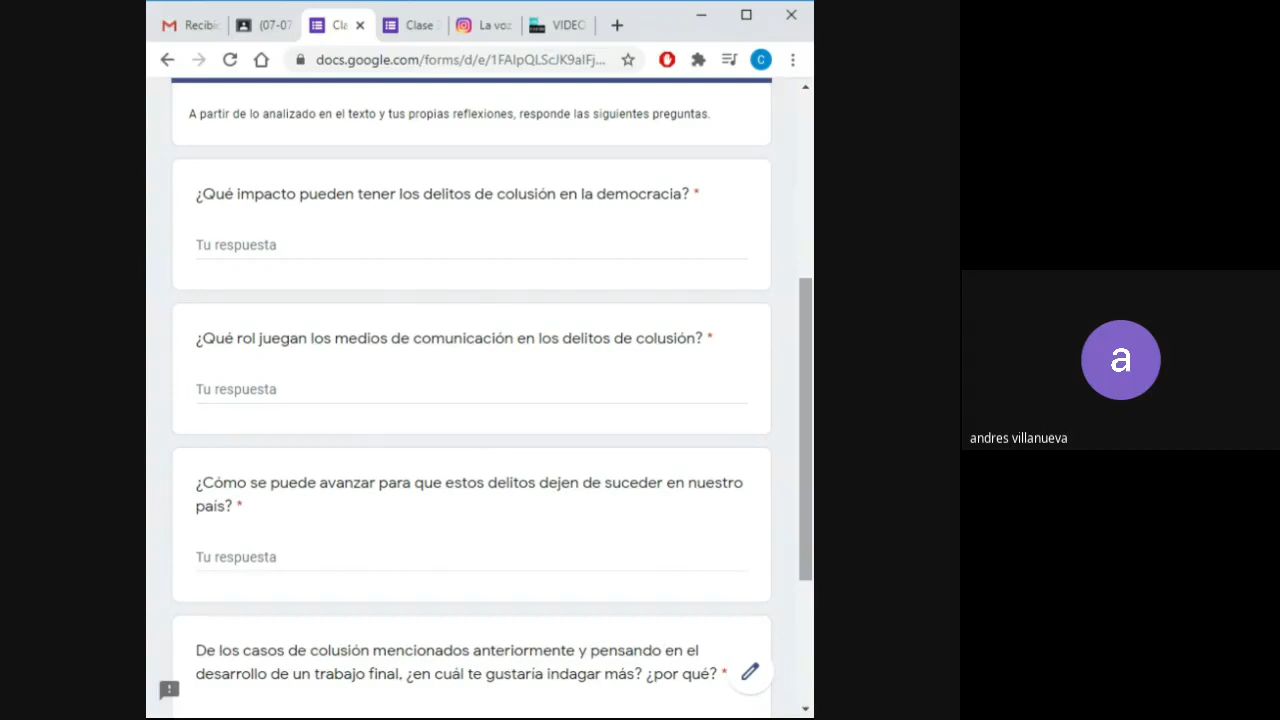 Recibi
(07-07
Cla
Clase
La voz
VIDEO
docs.google.com/forms/d/e/1FAIpQLScJK9aIFj...
C
A partir de lo analizado en el texto y tus propias reflexiones, responde las siguientes preguntas.
¿Qué impacto pueden tener los delitos de colusión en la democracia? *
Tu respuesta
¿Qué rol juegan los medios de comunicación en los delitos de colusión? *
Tu respuesta
¿Cómo se puede avanzar para que estos delitos dejen de suceder en nuestro
país? *
Tu respuesta
De los casos de colusión mencionados anteriormente y pensando en el
desarrollo de un trabajo final, ¿en cuál te gustaría indagar más? ¿por qué? *
a
andres villanueva